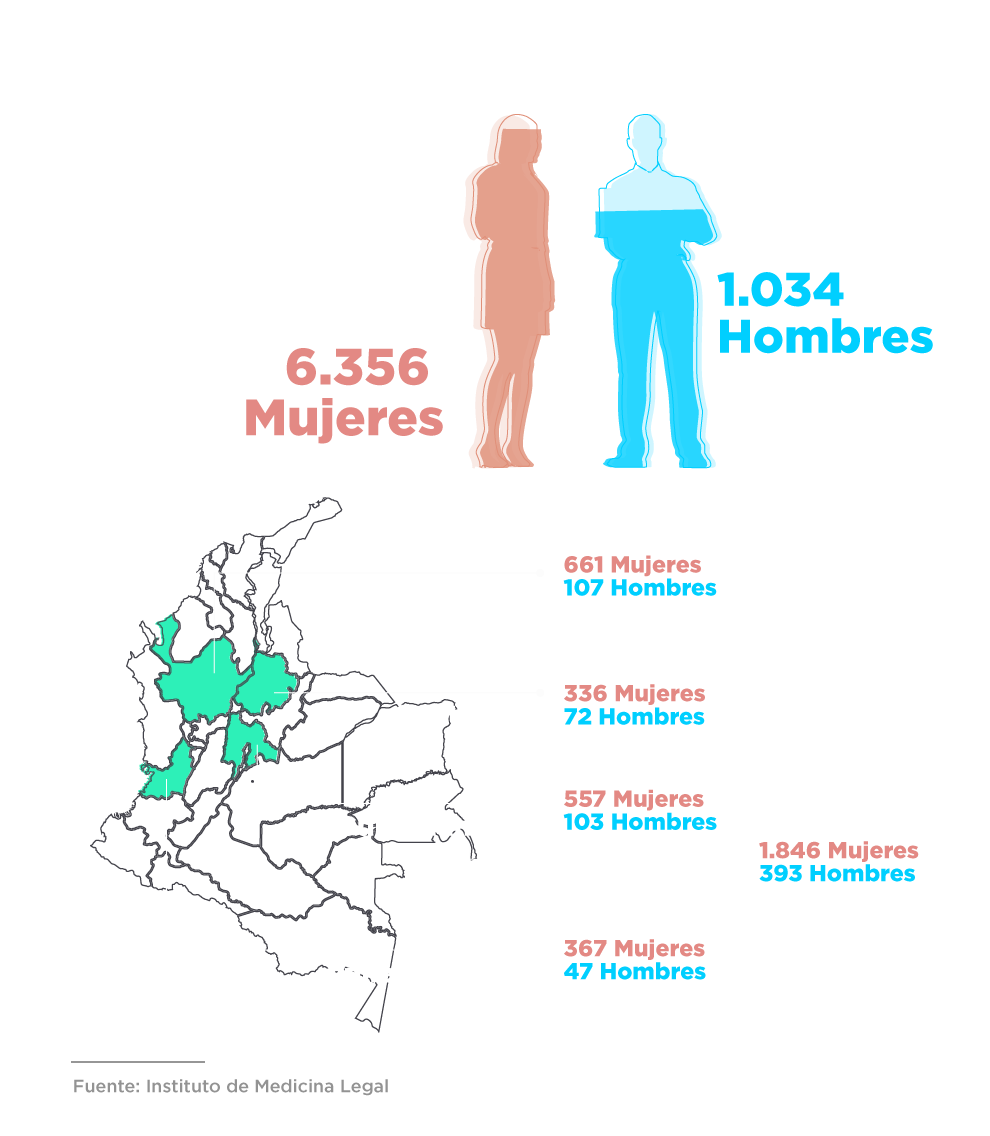 1.034
Hombres
6.356
Mujeres
661 Mujeres
107 Hombres
336 Mujeres
72 Hombres
557 Mujeres
103 Hombres
1.846 Mujeres
393 Hombres
367 Mujeres
47 Hombres
Fuente: Instituto de Medicina Legal